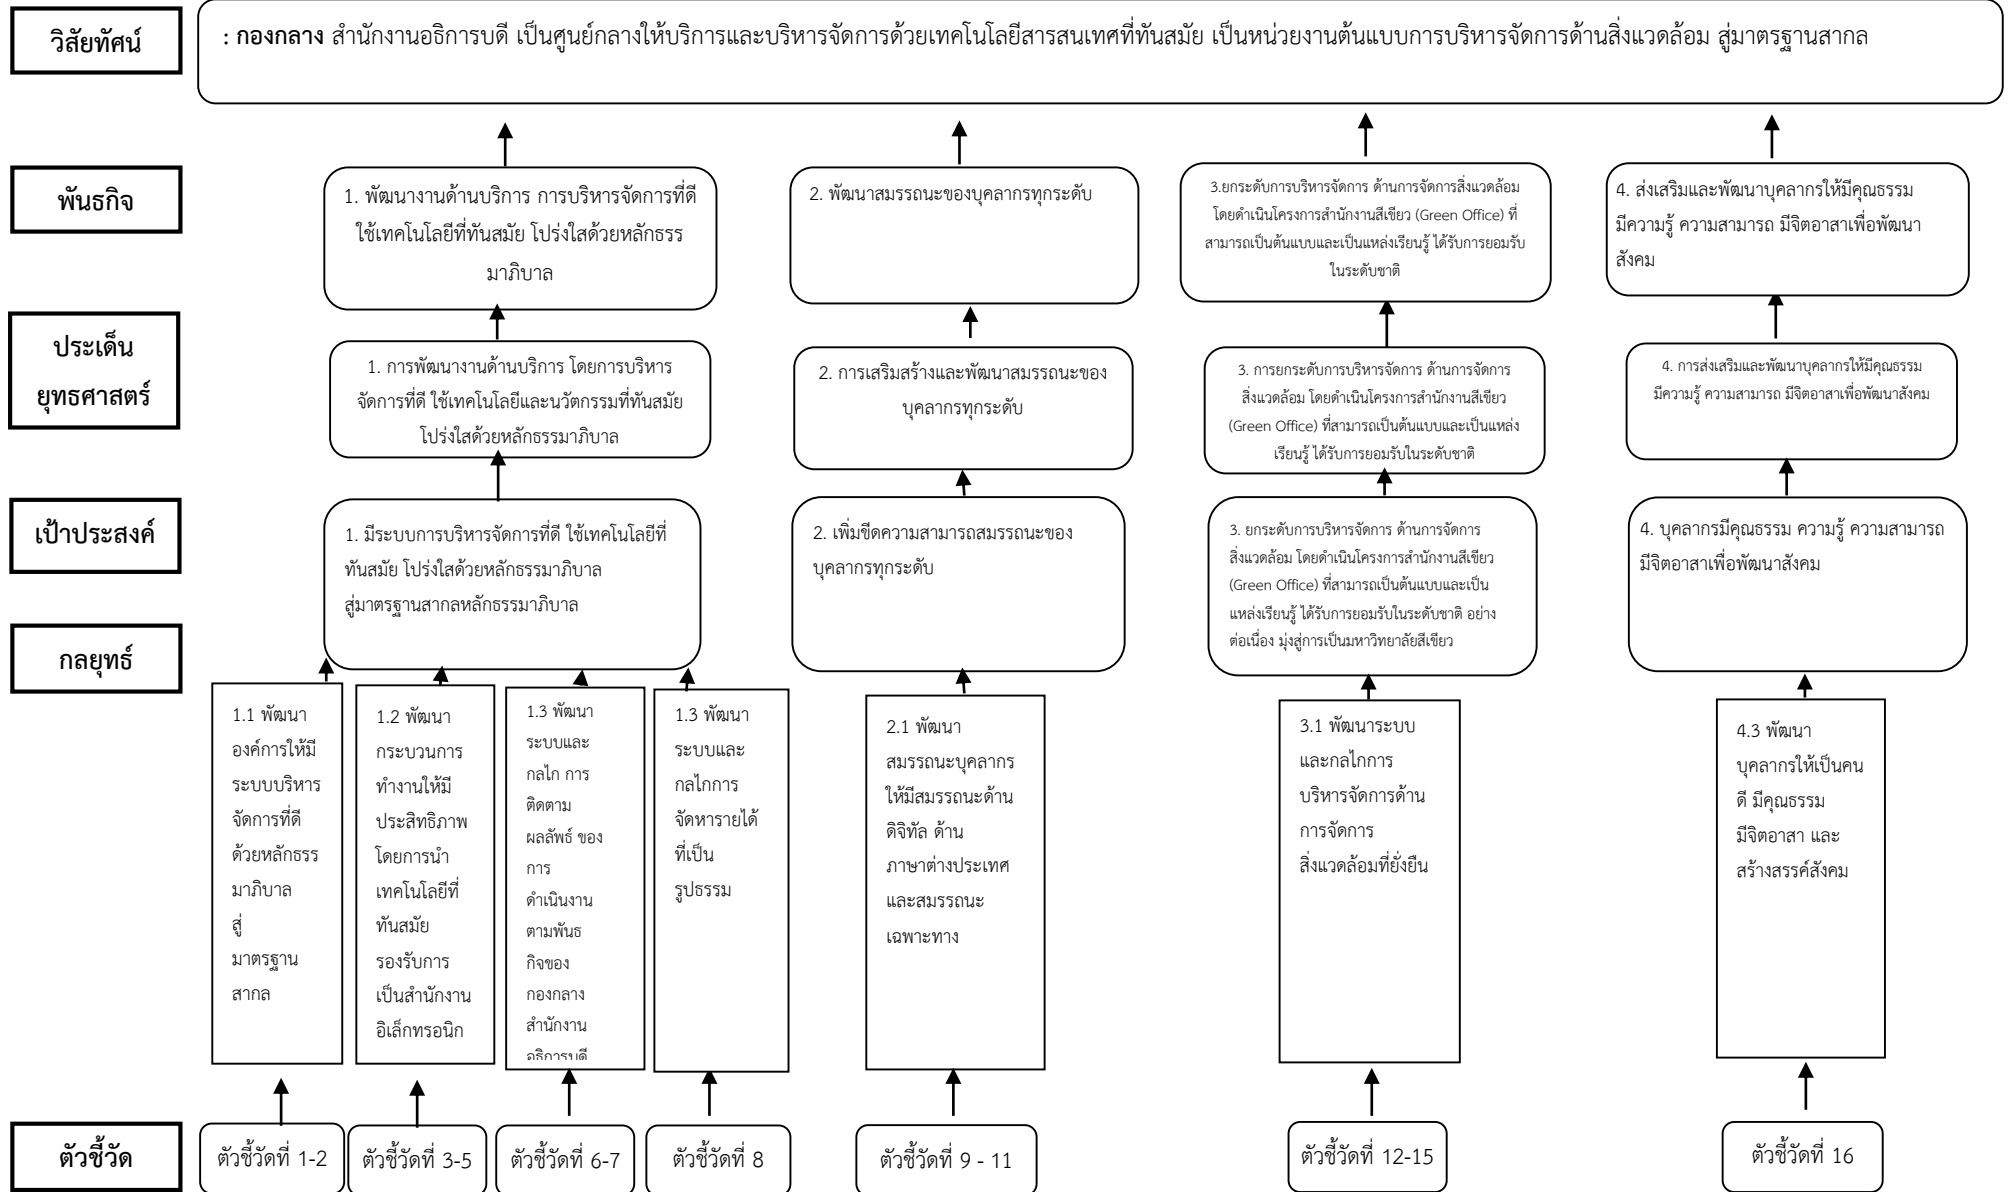 วิสัยทัศน์
: กองกลาง สำนักงานอธิการบดี เป็นศูนย์กลางให้บริการและบริหารจัดการด้วยเทคโนโลยีสารสนเทศที่ทันสมัย เป็นหน่วยงานต้นแบบการบริหารจัดการด้านสิ่งแวดล้อม สู่มาตรฐานสากล
พันธกิจ
1. พัฒนางานด้านบริการ การบริหารจัดการที่ดี
ใช้เทคโนโลยีที่ทันสมัย โปร่งใสด้วยหลักธรร
มาภิบาล
2. พัฒนาสมรรถนะของบุคลากรทุกระดับ
3.ยกระดับการบริหารจัดการ ด้านการจัดการสิ่งแวดล้อม
โดยดำเนินโครงการสำนักงานสีเขียว (Green Office) ที่
สามารถเป็นต้นแบบและเป็นแหล่งเรียนรู้ ได้รับการยอมรับ
ในระดับชาติ
4. ส่งเสริมและพัฒนาบุคลากรให้มีคุณธรรม
มีความรู้ ความสามารถ มีจิตอาสาเพื่อพัฒนา
สังคม
ประเด็น
ยุทธศาสตร์
1. การพัฒนางานด้านบริการ โดยการบริหาร
จัดการที่ดี ใช้เทคโนโลยีและนวัตกรรมที่ทันสมัย
โปร่งใสด้วยหลักธรรมาภิบาล
2. การเสริมสร้างและพัฒนาสมรรถนะของ
บุคลากรทุกระดับ
3. การยกระดับการบริหารจัดการ ด้านการจัดการ
สิ่งแวดล้อม โดยดำเนินโครงการสำนักงานสีเขียว
(Green Office) ที่สามารถเป็นต้นแบบและเป็นแหล่ง
เรียนรู้ ได้รับการยอมรับในระดับชาติ
4. การส่งเสริมและพัฒนาบุคลากรให้มีคุณธรรม
มีความรู้ ความสามารถ มีจิตอาสาเพื่อพัฒนาสังคม
เป้าประสงค์
1. มีระบบการบริหารจัดการที่ดี ใช้เทคโนโลยีที่
ทันสมัย โปร่งใสด้วยหลักธรรมาภิบาล
สู่มาตรฐานสากลหลักธรรมาภิบาล
2. เพิ่มขีดความสามารถสมรรถนะของ
บุคลากรทุกระดับ
3. ยกระดับการบริหารจัดการ ด้านการจัดการ
สิ่งแวดล้อม โดยดำเนินโครงการสำนักงานสีเขียว
(Green Office) ที่สามารถเป็นต้นแบบและเป็น
แหล่งเรียนรู้ ได้รับการยอมรับในระดับชาติ อย่าง
ต่อเนื่อง มุ่งสู่การเป็นมหาวิทยาลัยสีเขียว
4. บุคลากรมีคุณธรรม ความรู้ ความสามารถ
มีจิตอาสาเพื่อพัฒนาสังคม
กลยุทธ์
1.1 พัฒนา
องค์การให้มี
ระบบบริหาร
จัดการที่ดี
ด้วยหลักธรร
มาภิบาล
สู่
มาตรฐาน
สากล
1.2 พัฒนา
กระบวนการ
ทำงานให้มี
ประสิทธิภาพ
โดยการนำ
เทคโนโลยีที่
ทันสมัย
รองรับการ
เป็นสำนักงาน
อิเล็กทรอนิก
1.3 พัฒนา
ระบบและ
กลไก การ
ติดตาม
ผลลัพธ์ ของ
การ
ดำเนินงาน
ตามพันธ
กิจของ
กองกลาง
สำนักงาน
อธิการบดี
1.3 พัฒนา
ระบบและ
กลไกการ
จัดหารายได้
ที่เป็น
รูปธรรม
2.1 พัฒนา
สมรรถนะบุคลากร
ให้มีสมรรถนะด้าน
ดิจิทัล ด้าน
ภาษาต่างประเทศ
และสมรรถนะ
เฉพาะทาง
3.1 พัฒนาระบบ
และกลไกการ
บริหารจัดการด้าน
การจัดการ
สิ่งแวดล้อมที่ยั่งยืน
4.3 พัฒนา
บุคลากรให้เป็นคน
ดี มีคุณธรรม
มีจิตอาสา และ
สร้างสรรค์สังคม
ตัวชี้วัด
ตัวชี้วัดที่ 1-2
ตัวชี้วัดที่ 3-5
ตัวชี้วัดที่ 6-7
ตัวชี้วัดที่ 8
ตัวชี้วัดที่ 9 - 11
ตัวชี้วัดที่ 12-15
ตัวชี้วัดที่ 16